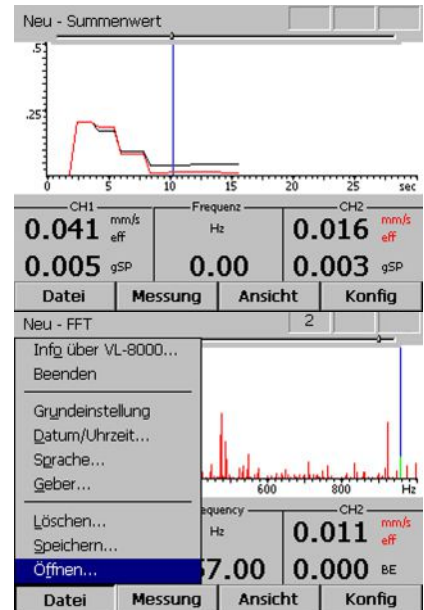 Neu - Summenwert
.5
.25
0 5 10 15 20 25 sec
CH1 Frequenz CH2
0.041 mm/s eff Hz 0.016 mm/s eff
0.005 gSP 0.00 0.003 gSP
Datei Messung Ansicht Konfig
Neu - FFT 2
Info über VL-8000...
Beenden
Grundeinstellung
Datum/Uhrzeit...
Sprache...
Geber...
Löschen...
Speichern...
Öffnen...
600 800 Hz
equency CH2
Hz 0.011 mm/s eff
7.00 0.000 BE
Datei Messung Ansicht Konfig